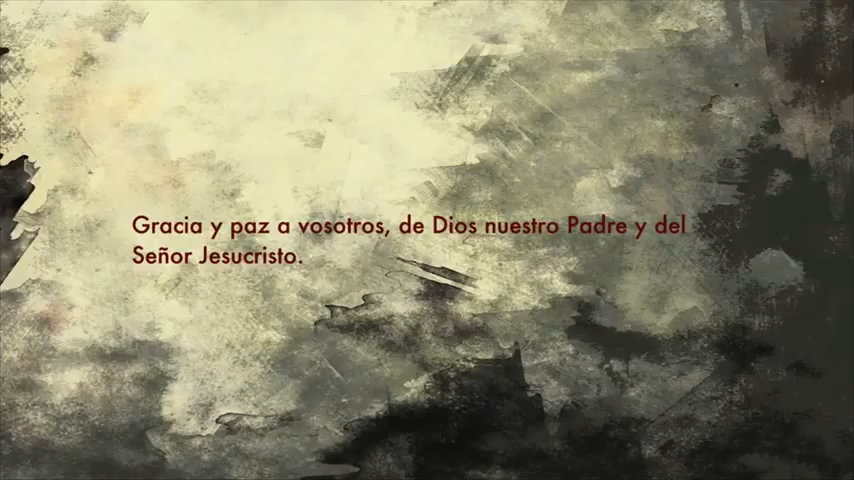 Gracia y paz a vosotros, de Dios nuestro Padre y del
Señor Jesucristo.